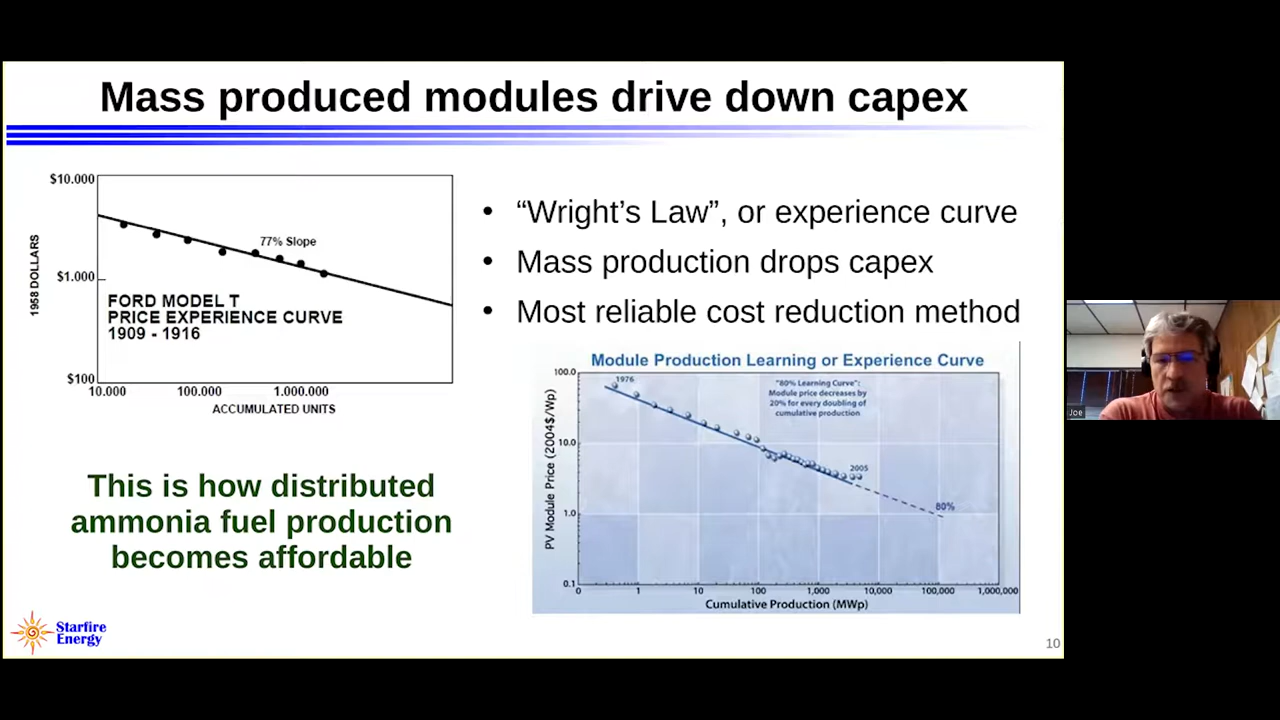 Mass produced modules drive down capex
$10.000
1958 DOLLARS
77% Slope
$1.000
FORD MODEL T
PRICE EXPERIENCE CURVE
1909 - 1916
$100
10.000 100.000 1.000.000
ACCUMULATED UNITS
• “Wright’s Law”, or experience curve
• Mass production drops capex
• Most reliable cost reduction method
Module Production Learning or Experience Curve
PV Module Price (2004$/Wp)
100.0
1976
"80% Learning Curve":
Module price decreases by
20% for every doubling of
cumulative production
10.0
2005
1.0
80%
0.1
0 1 10 100 1,000 10,000 100,000 1,000,000
Cumulative Production (MWp)
This is how distributed
ammonia fuel production
becomes affordable
Starfire
Energy
10
Joe